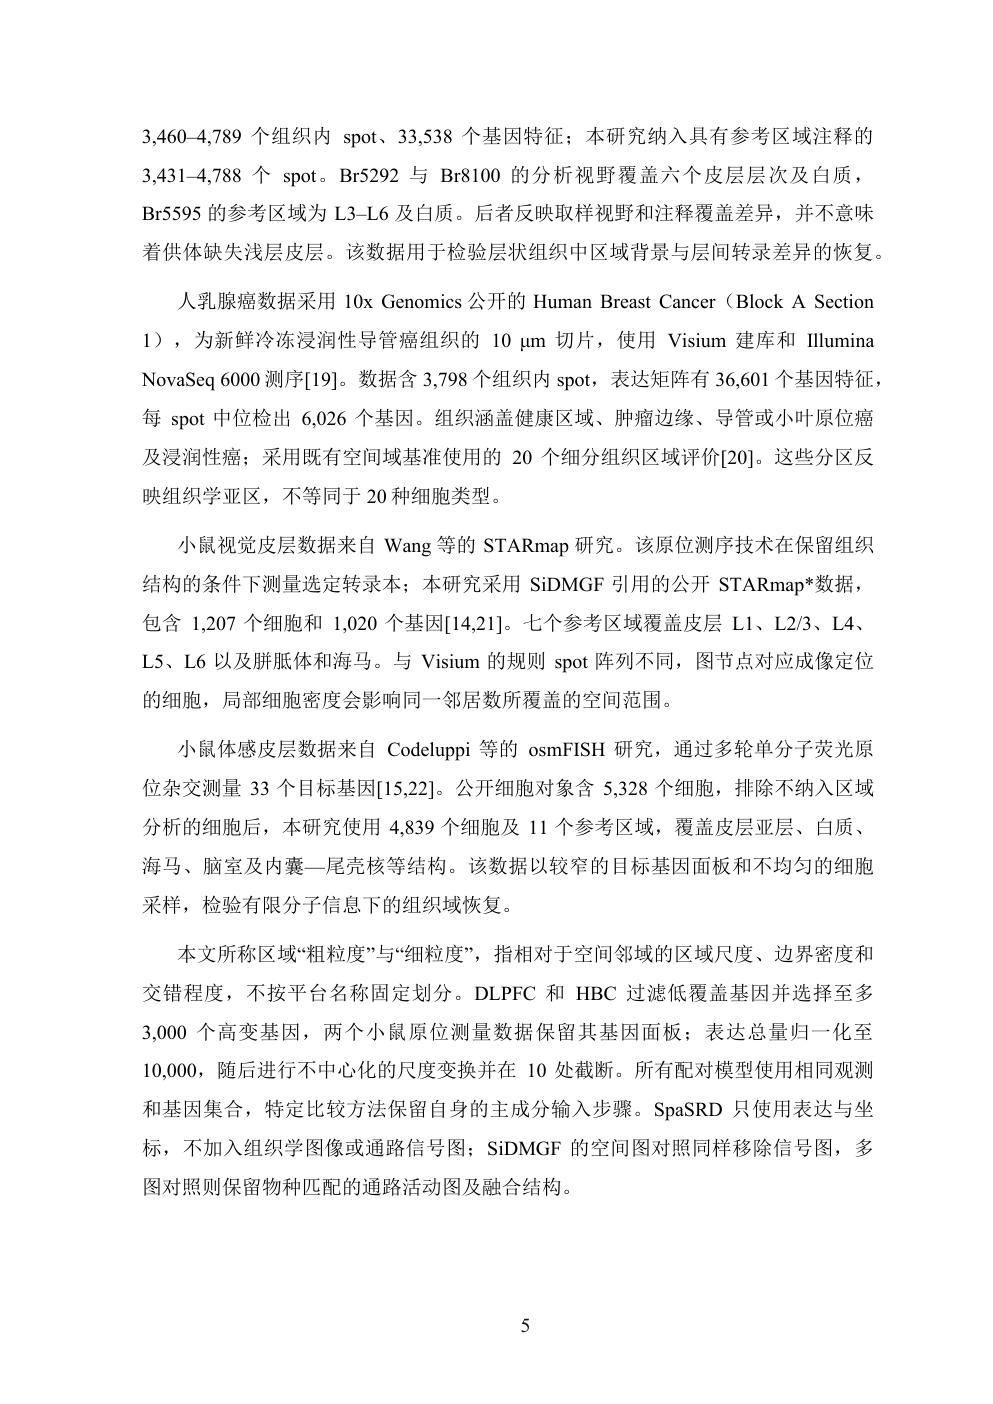 3,460–4,789 个组织内 spot、33,538 个基因特征；本研究纳入具有参考区域注释的
3,431–4,788 个 spot。Br5292 与 Br8100 的分析视野覆盖六个皮层层次及白质，
Br5595 的参考区域为 L3–L6 及白质。后者反映取样视野和注释覆盖差异，并不意味
着供体缺失浅层皮层。该数据用于检验层状组织中区域背景与层间转录差异的恢复。
人乳腺癌数据采用 10x Genomics 公开的 Human Breast Cancer（Block A Section
1），为新鲜冷冻浸润性导管癌组织的 10 μm 切片，使用 Visium 建库和 Illumina
NovaSeq 6000 测序[19]。数据含 3,798 个组织内 spot，表达矩阵有 36,601 个基因特征，
每 spot 中位检出 6,026 个基因。组织涵盖健康区域、肿瘤边缘、导管或小叶原位癌
及浸润性癌；采用既有空间域基准使用的 20 个细分组织区域评价[20]。这些分区反
映组织学亚区，不等同于 20 种细胞类型。
小鼠视觉皮层数据来自 Wang 等的 STARmap 研究。该原位测序技术在保留组织
结构的条件下测量选定转录本；本研究采用 SiDMGF 引用的公开 STARmap*数据，
包含 1,207 个细胞和 1,020 个基因[14,21]。七个参考区域覆盖皮层 L1、L2/3、L4、
L5、L6 以及胼胝体和海马。与 Visium 的规则 spot 阵列不同，图节点对应成像定位
的细胞，局部细胞密度会影响同一邻居数所覆盖的空间范围。
小鼠体感皮层数据来自 Codeluppi 等的 osmFISH 研究，通过多轮单分子荧光原
位杂交测量 33 个目标基因[15,22]。公开细胞对象含 5,328 个细胞，排除不纳入区域
分析的细胞后，本研究使用 4,839 个细胞及 11 个参考区域，覆盖皮层亚层、白质、
海马、脑室及内囊—尾壳核等结构。该数据以较窄的目标基因面板和不均匀的细胞
采样，检验有限分子信息下的组织域恢复。
本文所称区域“粗粒度”与“细粒度”，指相对于空间邻域的区域尺度、边界密度和
交错程度，不按平台名称固定划分。DLPFC 和 HBC 过滤低覆盖基因并选择至多
3,000 个高变基因，两个小鼠原位测量数据保留其基因面板；表达总量归一化至
10,000，随后进行不中心化的尺度变换并在 10 处截断。所有配对模型使用相同观测
和基因集合，特定比较方法保留自身的主成分输入步骤。SpaSRD 只使用表达与坐
标，不加入组织学图像或通路信号图；SiDMGF 的空间图对照同样移除信号图，多
图对照则保留物种匹配的通路活动图及融合结构。
5